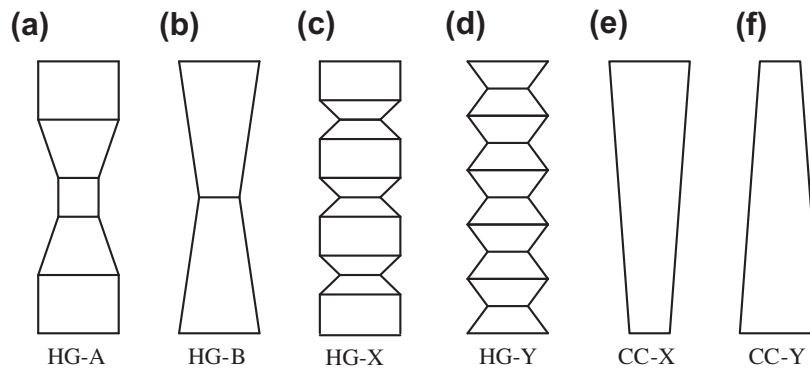 (a) (b) (c) (d) (e) (f)
HG-A HG-B HG-X HG-Y CC-X CC-Y